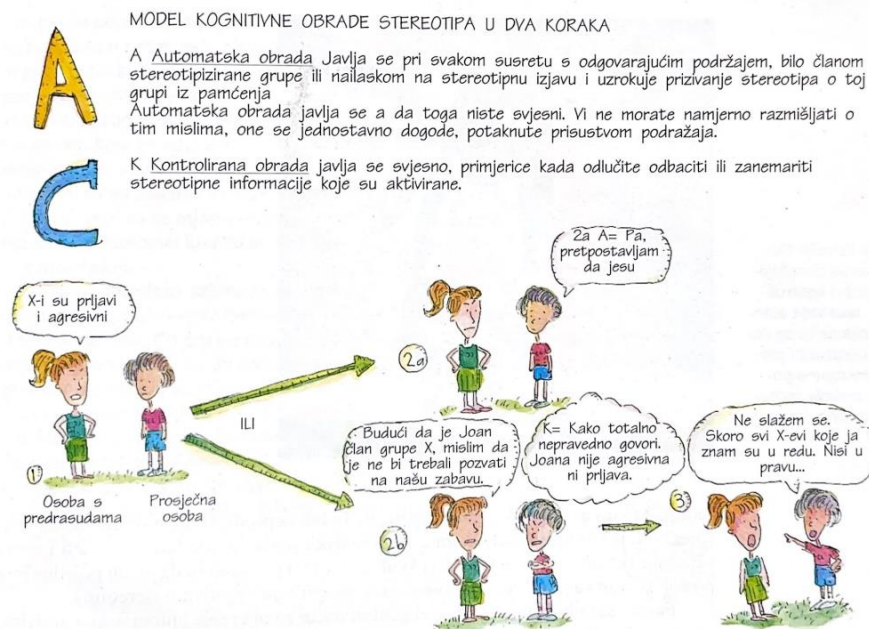 MODEL KOGNITIVNE OBRADE STEREOTIPA U DVA KORAKA
A
A Automatska obrada Javlja se pri svakom susretu s odgovarajućim podržajem, bilo članom
stereotipizirane grupe ili nailaskom na stereotipnu izjavu i uzrokuje prizivanje stereotipa o toj
grupi iz pamćenja
Automatska obrada javlja se a da toga niste svjesni. Vi ne morate namjerno razmišljati o
tim mislima, one se jednostavno dogode, potaknute prisustvom podražaja.
C
K Kontrolirana obrada javlja se svjesno, primjerice kada odlučite odbaciti ili zanemariti
stereotipne informacije koje su aktivirane.
X-i su prljavi
i agresivni
1
Osoba s
predrasudama
Prosječna
osoba
ILI
2a A= Pa,
pretpostavljam
da jesu
2a
Budući da je Joan
član grupe X, mislim da
je ne bi trebali pozvati
na našu zabavu.
K= Kako totalno
nepravedno govori.
Joana nije agresivna
ni prljava.
2b
Ne slažem se.
Skoro svi X-evi koje ja
znam su u redu. Nisi u
pravu...
3